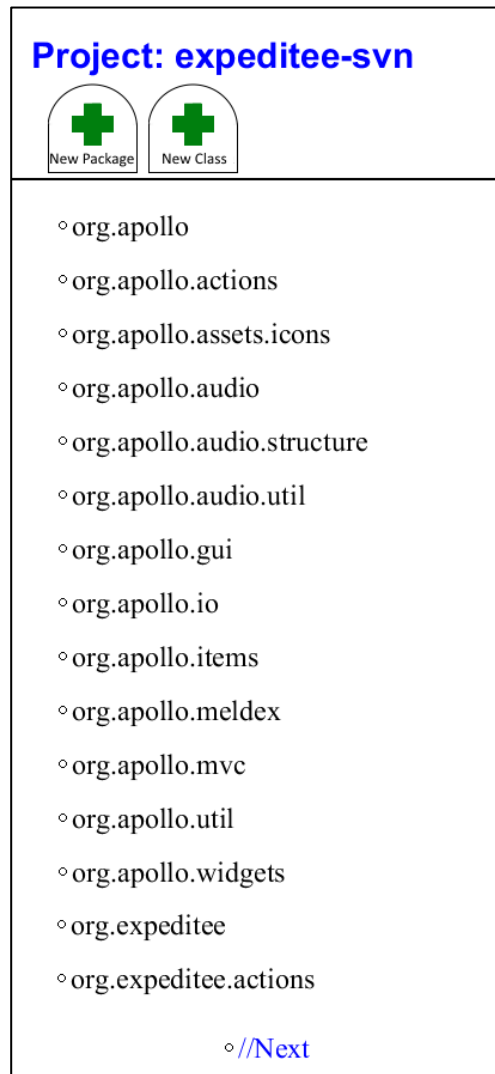 Project: expeditee-svn
New Package New Class
org.apollo
org.apollo.actions
org.apollo.assets.icons
org.apollo.audio
org.apollo.audio.structure
org.apollo.audio.util
org.apollo.gui
org.apollo.io
org.apollo.items
org.apollo.meldex
org.apollo.mvc
org.apollo.util
org.apollo.widgets
org.expeditee
org.expeditee.actions
//Next